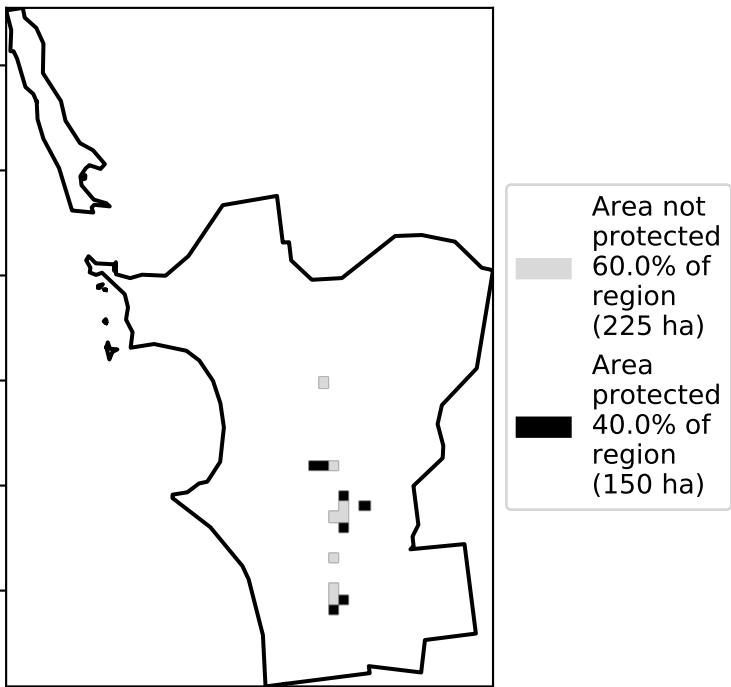 Area not
protected
60.0% of
region
(225 ha)
Area
protected
40.0% of
region
(150 ha)